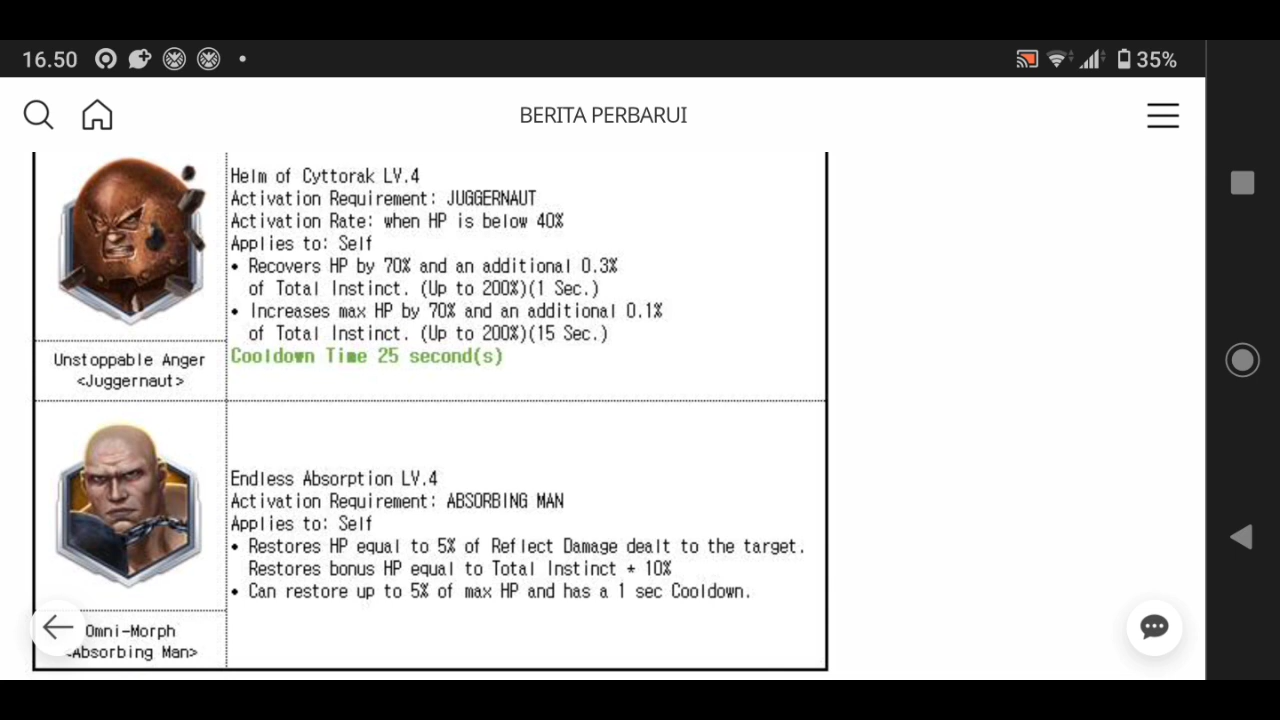 16.50
35%
BERITA PERBARUI
Helm of Cyttorak LV.4
Activation Requirement: JUGGERNAUT
Activation Rate: when HP is below 40%
Applies to: Self
• Recovers HP by 70% and an additional 0.3%
of Total Instinct. (Up to 200%)(1 Sec.)
• Increases max HP by 70% and an additional 0.1%
of Total Instinct. (Up to 200%)(15 Sec.)
Cooldown Time 25 second(s)
Unstoppable Anger
<Juggernaut>
Endless Absorption LV.4
Activation Requirement: ABSORBING MAN
Applies to: Self
• Restores HP equal to 5% of Reflect Damage dealt to the target.
Restores bonus HP equal to Total Instinct * 10%
• Can restore up to 5% of max HP and has a 1 sec Cooldown.
Omni-Morph
<Absorbing Man>